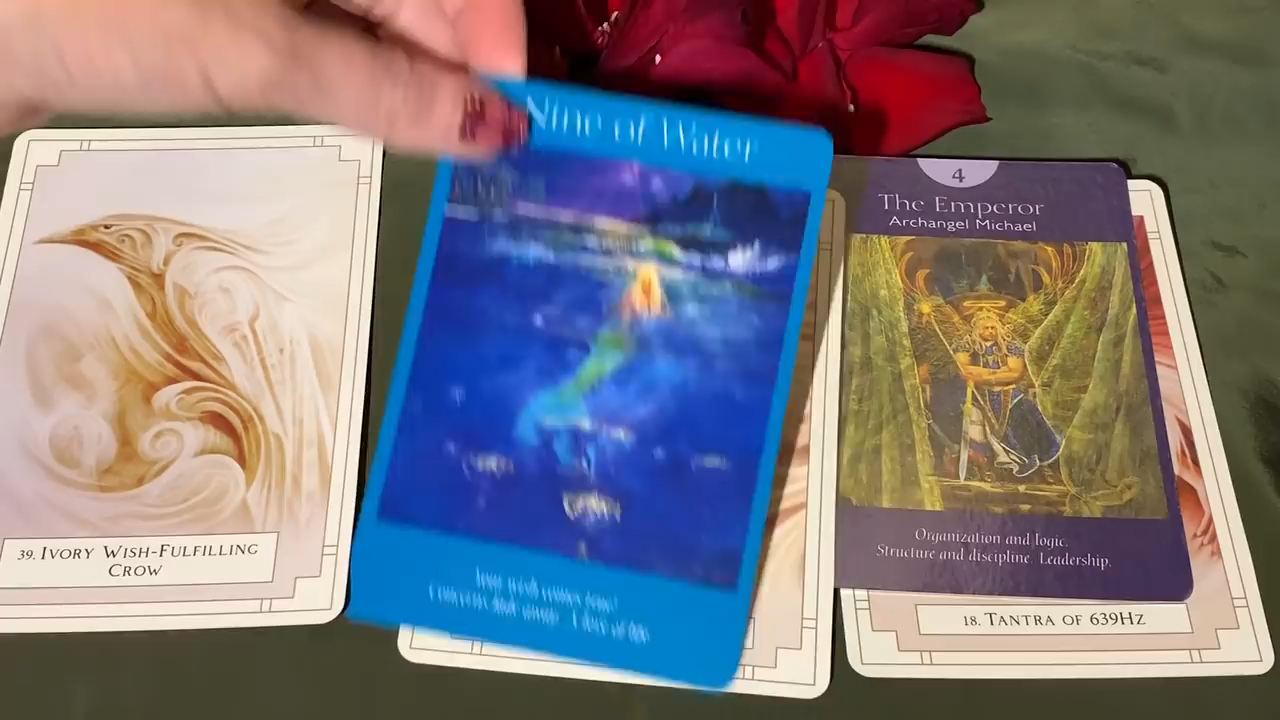 39. IVORY WISH-FULFILLING
CROW
Nine of Water
4
The Emperor
Archangel Michael
Organization and logic.
Structure and discipline. Leadership.
18. TANTRA OF 639HZ